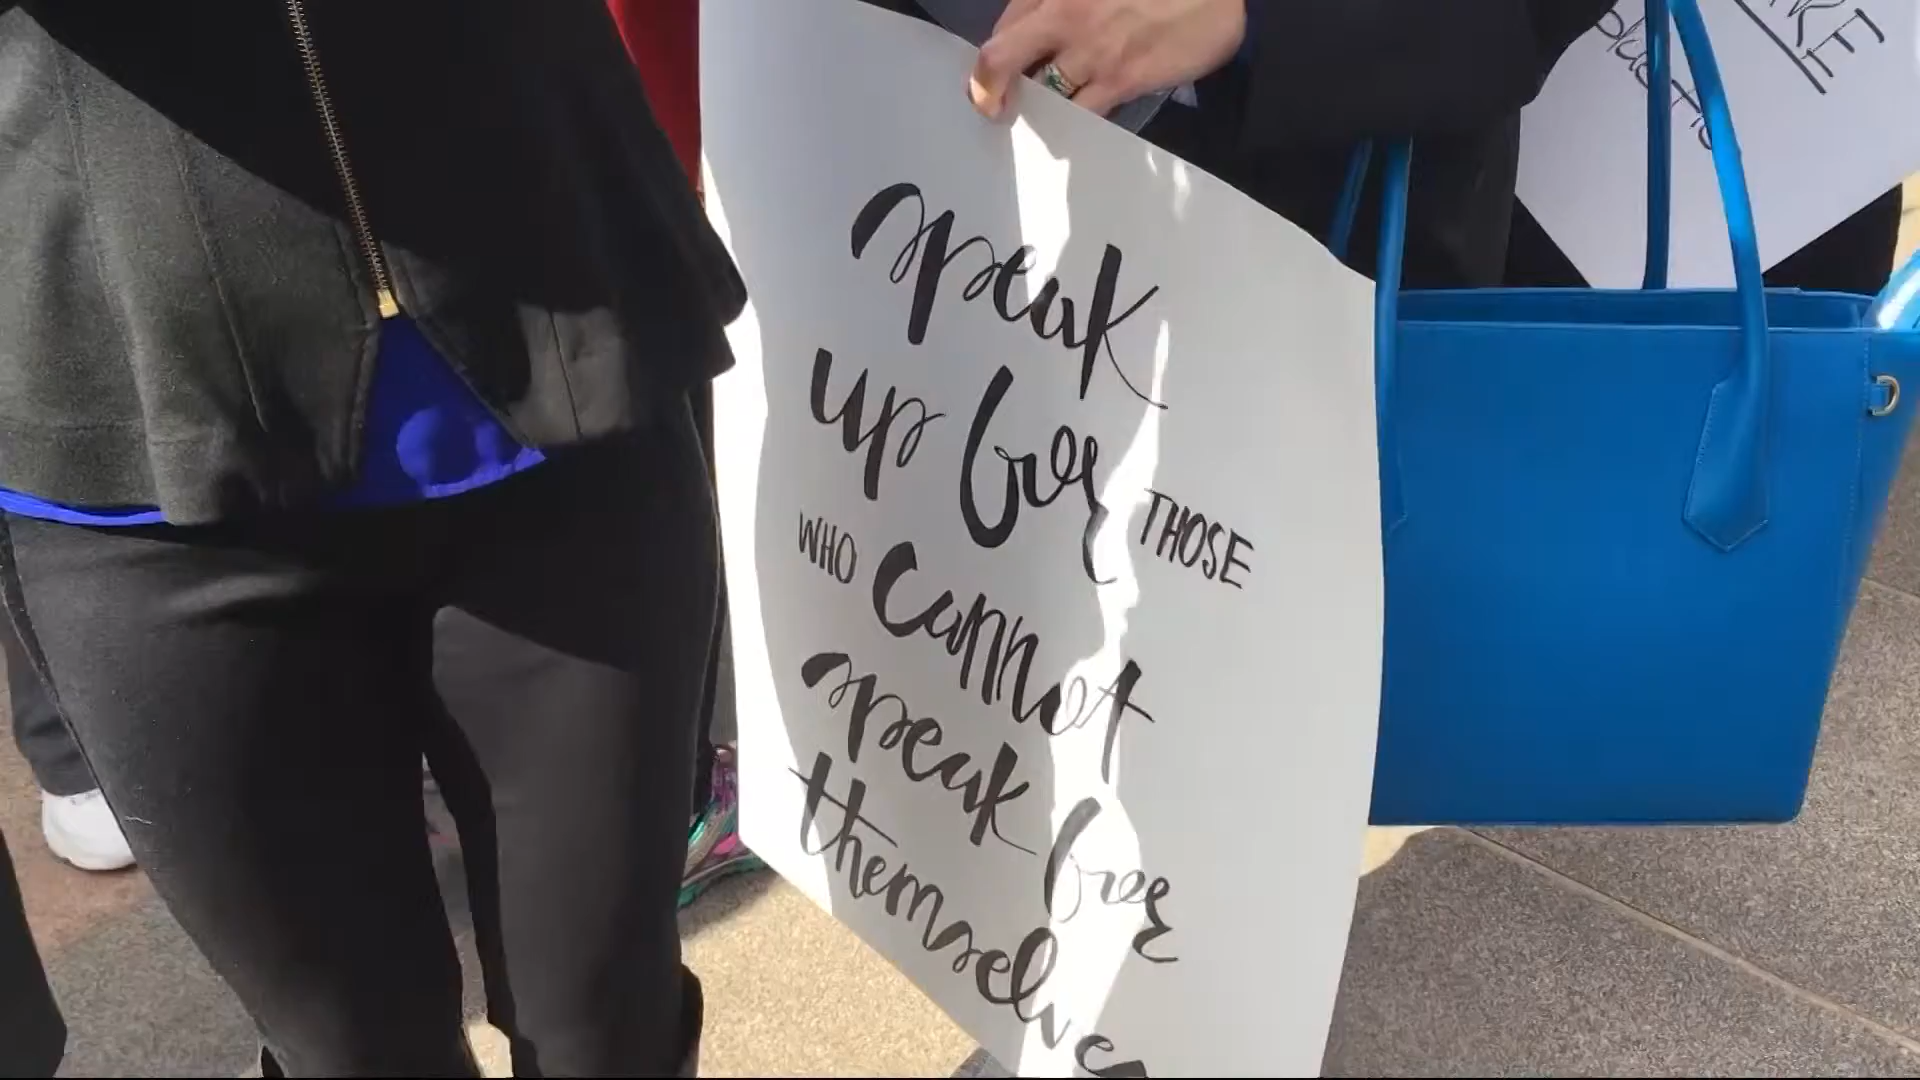 speak
up for THOSE
WHO cannot
speak for
themselves